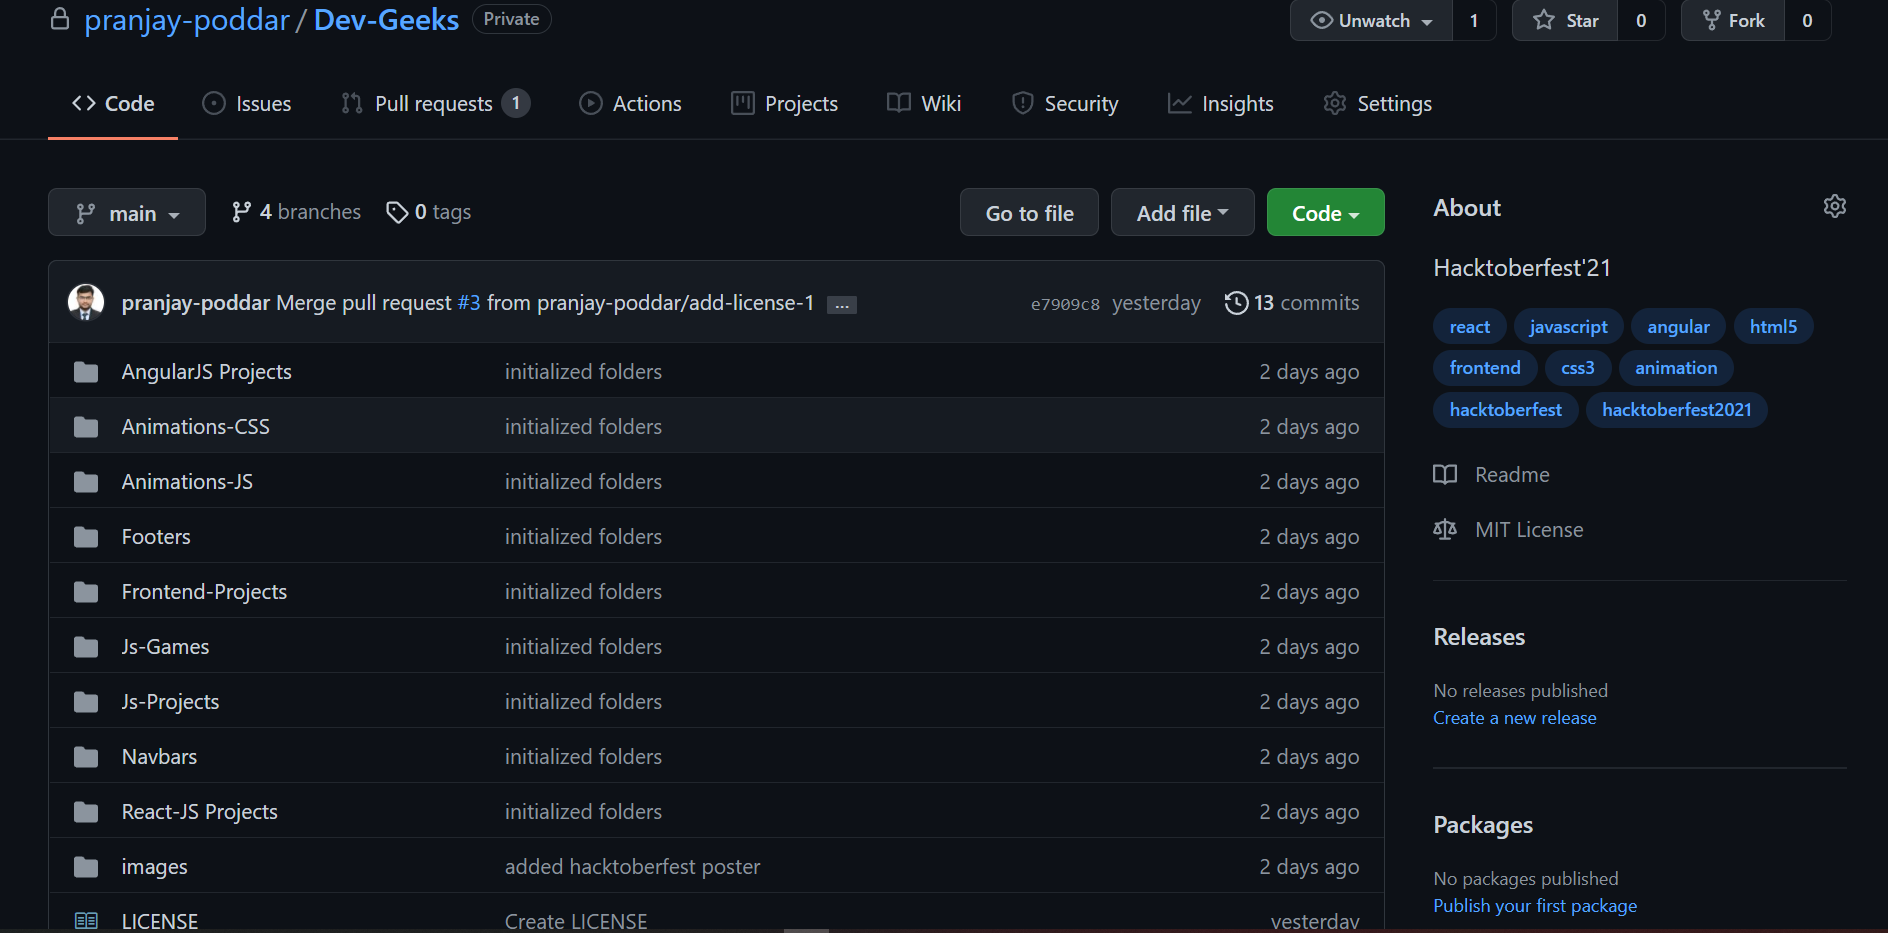 pranjay-poddar / Dev-Geeks Private
Unwatch 1 Star 0 Fork 0
Code Issues Pull requests 1 Actions Projects Wiki Security Insights Settings
main 4 branches 0 tags Go to file Add file Code
pranjay-poddar Merge pull request #3 from pranjay-poddar/add-license-1 ... e7909c8 yesterday 13 commits
AngularJS Projects initialized folders 2 days ago
Animations-CSS initialized folders 2 days ago
Animations-JS initialized folders 2 days ago
Footers initialized folders 2 days ago
Frontend-Projects initialized folders 2 days ago
Js-Games initialized folders 2 days ago
Js-Projects initialized folders 2 days ago
Navbars initialized folders 2 days ago
React-JS Projects initialized folders 2 days ago
images added hacktoberfest poster 2 days ago
LICENSE Create LICENSE yesterday
About
Hacktoberfest'21
react javascript angular html5
frontend css3 animation
hacktoberfest hacktoberfest2021
Readme
MIT License
Releases
No releases published
Create a new release
Packages
No packages published
Publish your first package